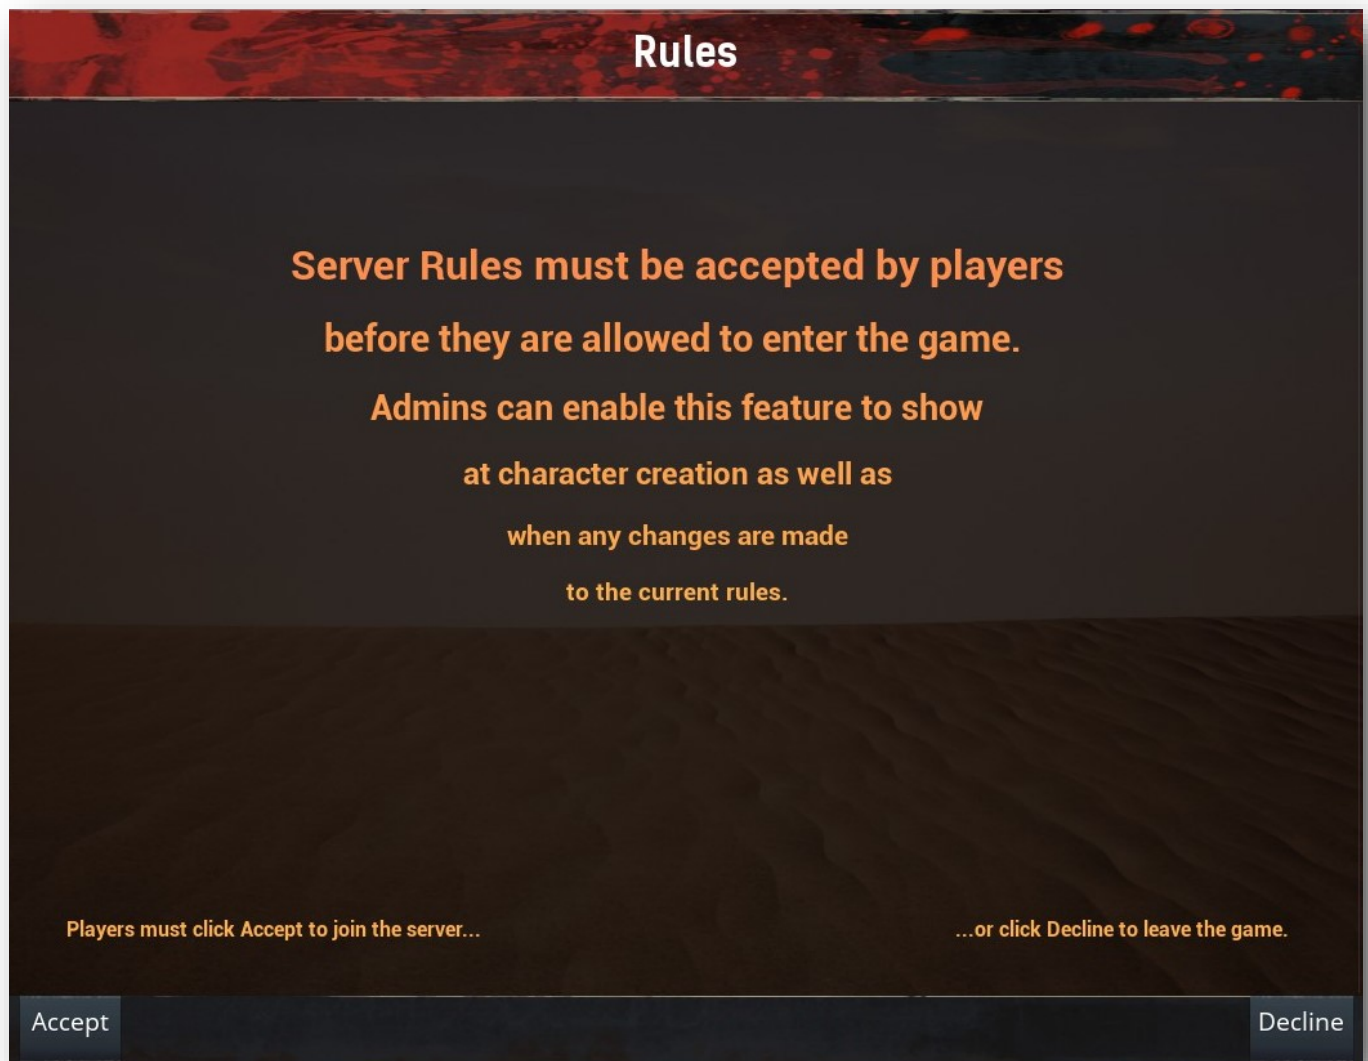 Rules
Server Rules must be accepted by players
before they are allowed to enter the game.
Admins can enable this feature to show
at character creation as well as
when any changes are made
to the current rules.
Players must click Accept to join the server...
...or click Decline to leave the game.
Accept
Decline